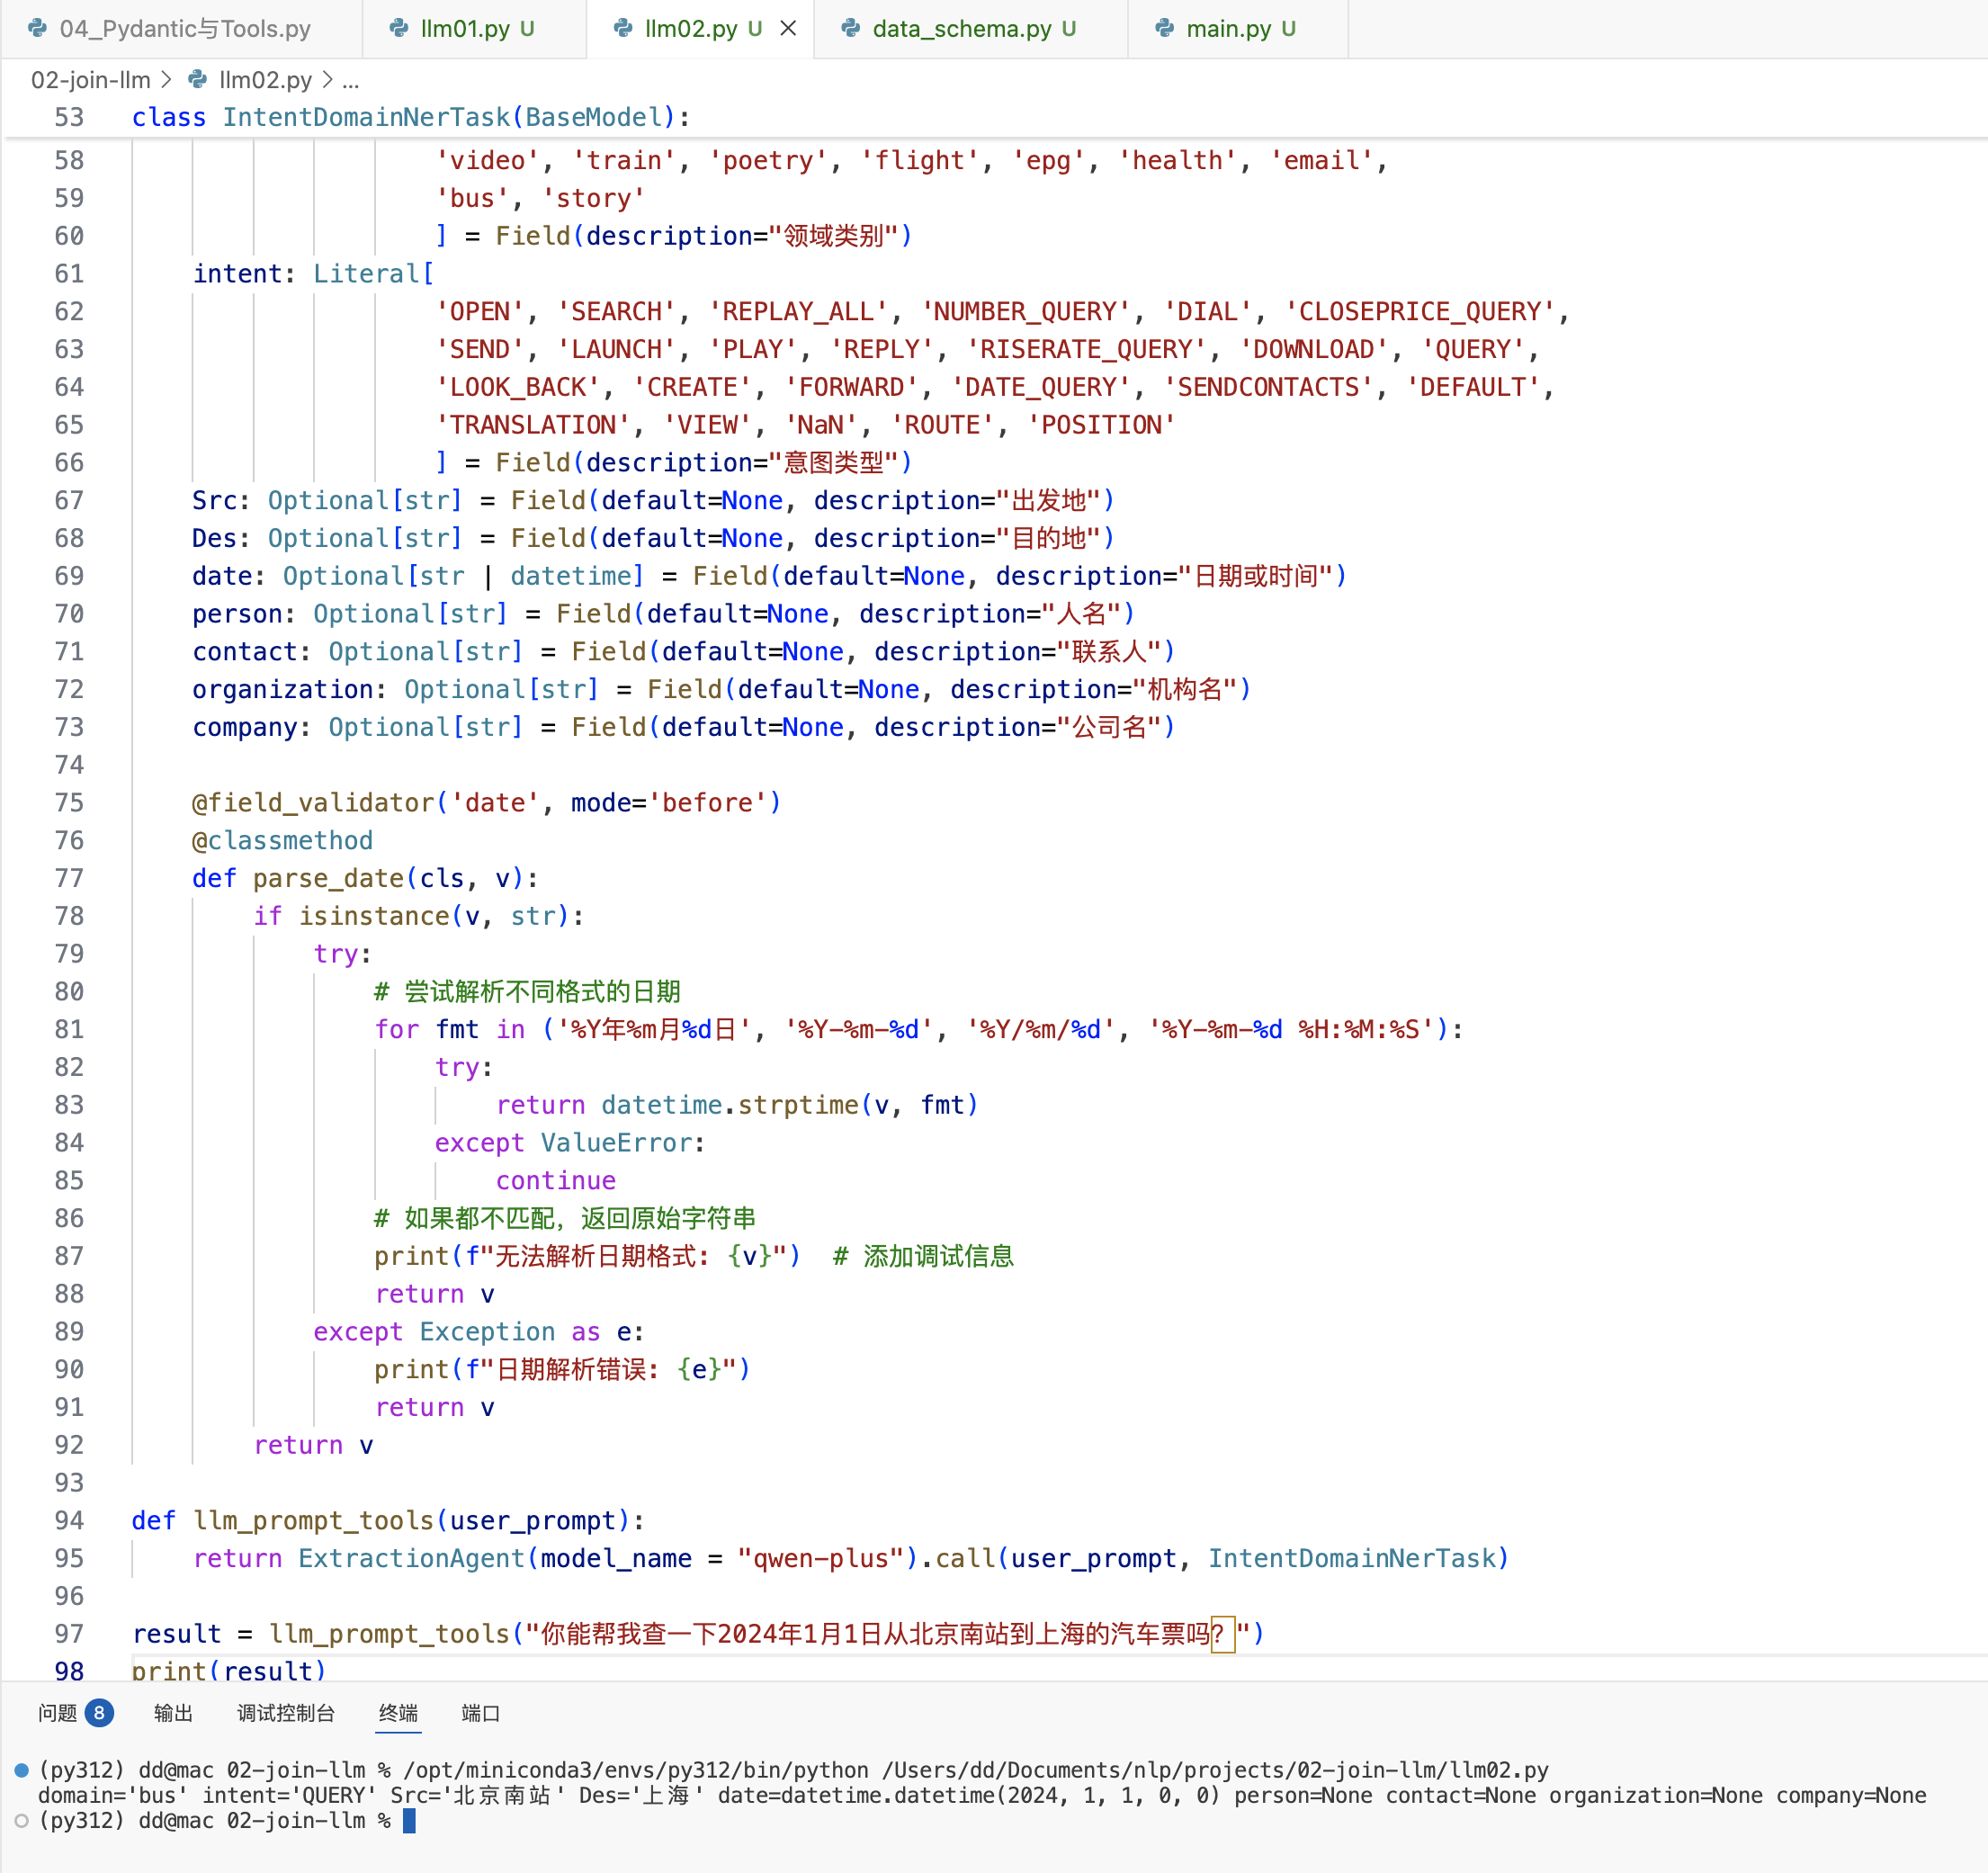 04_Pydantic与Tools.py llm01.py U llm02.py U data_schema.py U main.py U
02-join-llm > llm02.py > ...
53 class IntentDomainNerTask(BaseModel):
58 'video', 'train', 'poetry', 'flight', 'epg', 'health', 'email',
59 'bus', 'story'
60 ] = Field(description="领域类别")
61 intent: Literal[
62 'OPEN', 'SEARCH', 'REPLAY_ALL', 'NUMBER_QUERY', 'DIAL', 'CLOSEPRICE_QUERY',
63 'SEND', 'LAUNCH', 'PLAY', 'REPLY', 'RISERATE_QUERY', 'DOWNLOAD', 'QUERY',
64 'LOOK_BACK', 'CREATE', 'FORWARD', 'DATE_QUERY', 'SENDCONTACTS', 'DEFAULT',
65 'TRANSLATION', 'VIEW', 'NaN', 'ROUTE', 'POSITION'
66 ] = Field(description="意图类型")
67 Src: Optional[str] = Field(default=None, description="出发地")
68 Des: Optional[str] = Field(default=None, description="目的地")
69 date: Optional[str | datetime] = Field(default=None, description="日期或时间")
70 person: Optional[str] = Field(default=None, description="人名")
71 contact: Optional[str] = Field(default=None, description="联系人")
72 organization: Optional[str] = Field(default=None, description="机构名")
73 company: Optional[str] = Field(default=None, description="公司名")
74
75 @field_validator('date', mode='before')
76 @classmethod
77 def parse_date(cls, v):
78 if isinstance(v, str):
79 try:
80 # 尝试解析不同格式的日期
81 for fmt in ('%Y年%m月%d日', '%Y-%m-%d', '%Y/%m/%d', '%Y-%m-%d %H:%M:%S'):
82 try:
83 return datetime.strptime(v, fmt)
84 except ValueError:
85 continue
86 # 如果都不匹配，返回原始字符串
87 print(f"无法解析日期格式: {v}")  # 添加调试信息
88 return v
89 except Exception as e:
90 print(f"日期解析错误: {e}")
91 return v
92 return v
93
94 def llm_prompt_tools(user_prompt):
95 return ExtractionAgent(model_name = "qwen-plus").call(user_prompt, IntentDomainNerTask)
96
97 result = llm_prompt_tools("你能帮我查一下2024年1月1日从北京南站到上海的汽车票吗？")
98 print(result)
问题 8 输出 调试控制台 终端 端口
(py312) dd@mac 02-join-llm % /opt/miniconda3/envs/py312/bin/python /Users/dd/Documents/nlp/projects/02-join-llm/llm02.py
domain='bus' intent='QUERY' Src='北京南站' Des='上海' date=datetime.datetime(2024, 1, 1, 0, 0) person=None contact=None organization=None company=None
(py312) dd@mac 02-join-llm %